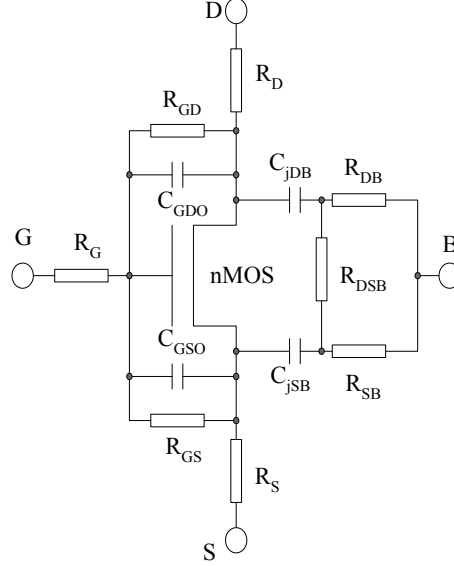 D
R_D
R_GD
C_jDB
R_DB
C_GDO
G
R_G
nMOS
R_DSB
B
C_GSO
C_jSB
R_SB
R_GS
R_S
S